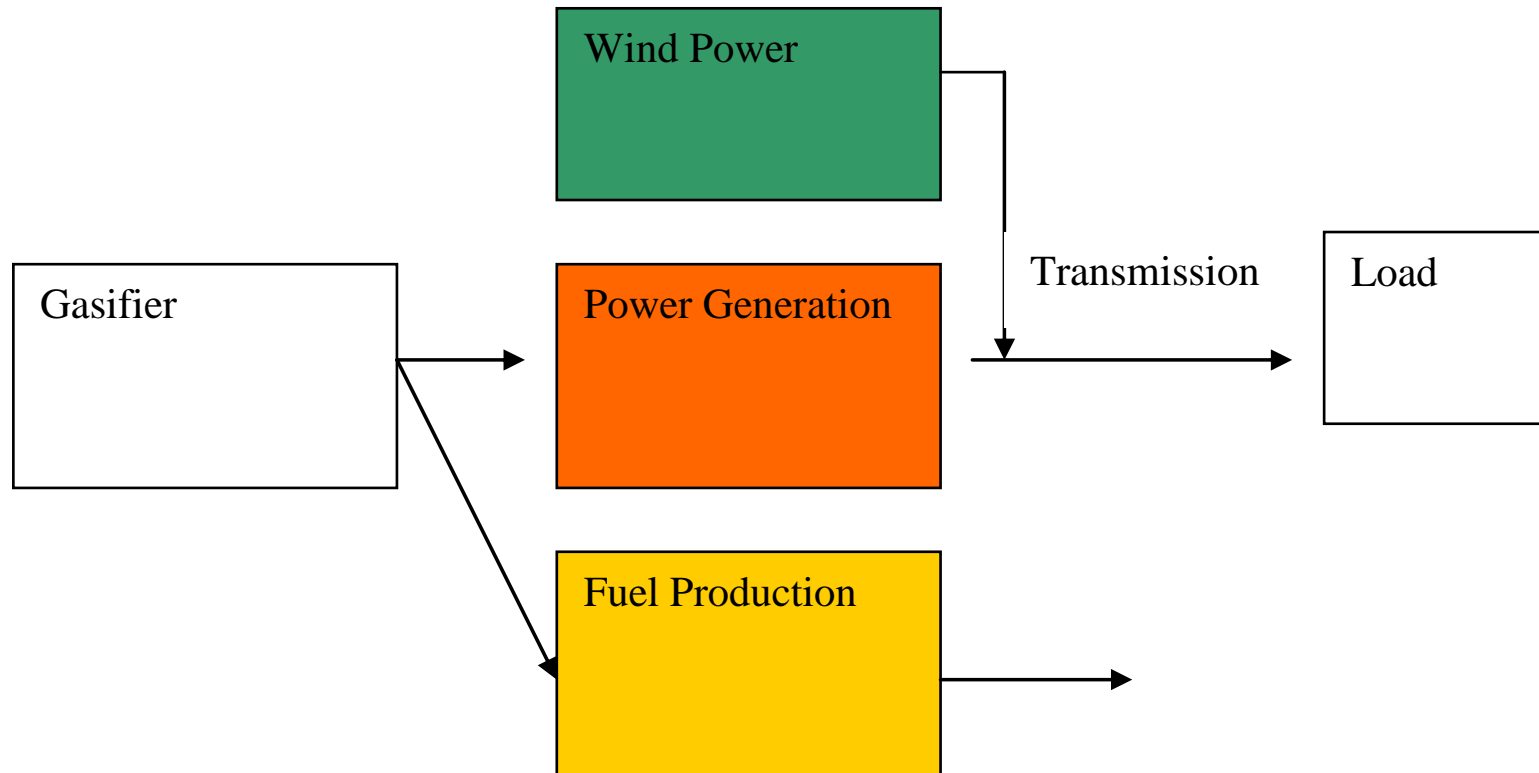 Wind Power
Transmission
Load
Gasifier
Power Generation
Fuel Production